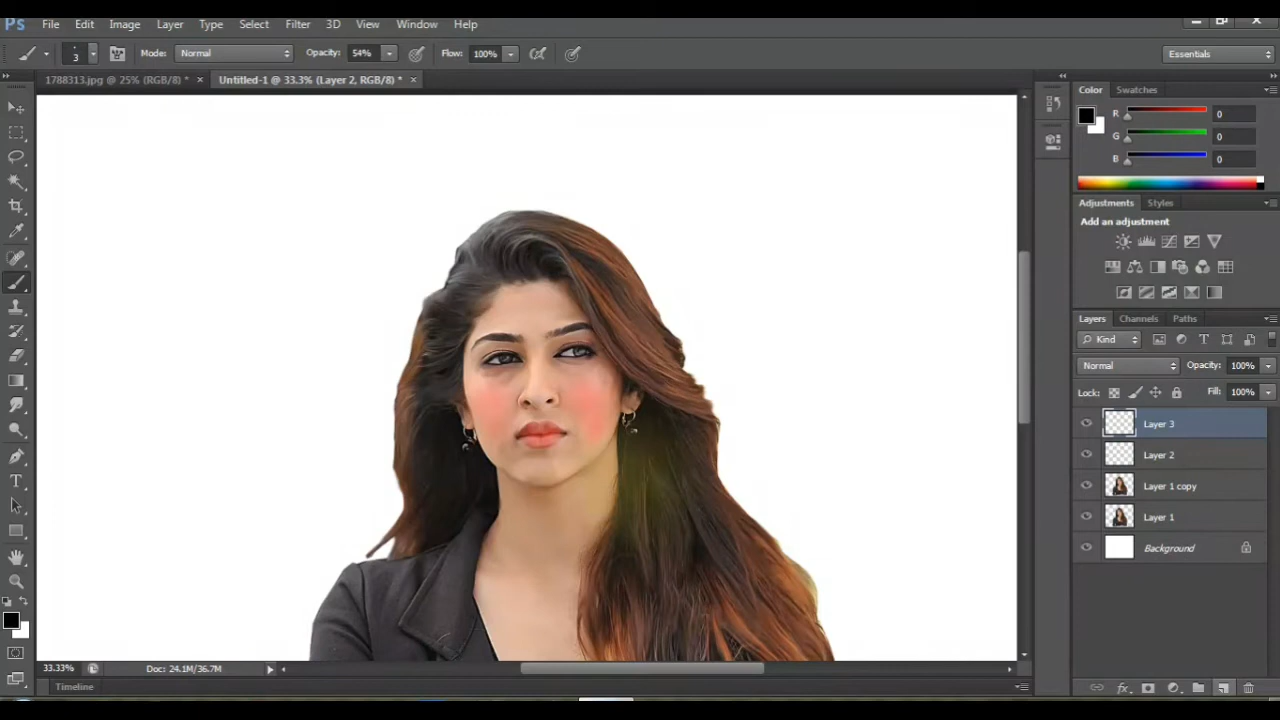 Ps File Edit Image Layer Type Select Filter 3D View Window Help
3 Mode: Normal Opacity: 54% Flow: 100% Essentials
1788313.jpg @ 25% (RGB/8) * × Untitled-1 @ 33.3% (Layer 2, RGB/8) * ×
Color Swatches
R 0
G 0
B 0
Adjustments Styles
Add an adjustment
Layers Channels Paths
Kind
Normal Opacity: 100%
Lock: Fill: 100%
Layer 3
Layer 2
Layer 1 copy
Layer 1
Background
33.33% Doc: 24.1M/36.7M
Timeline